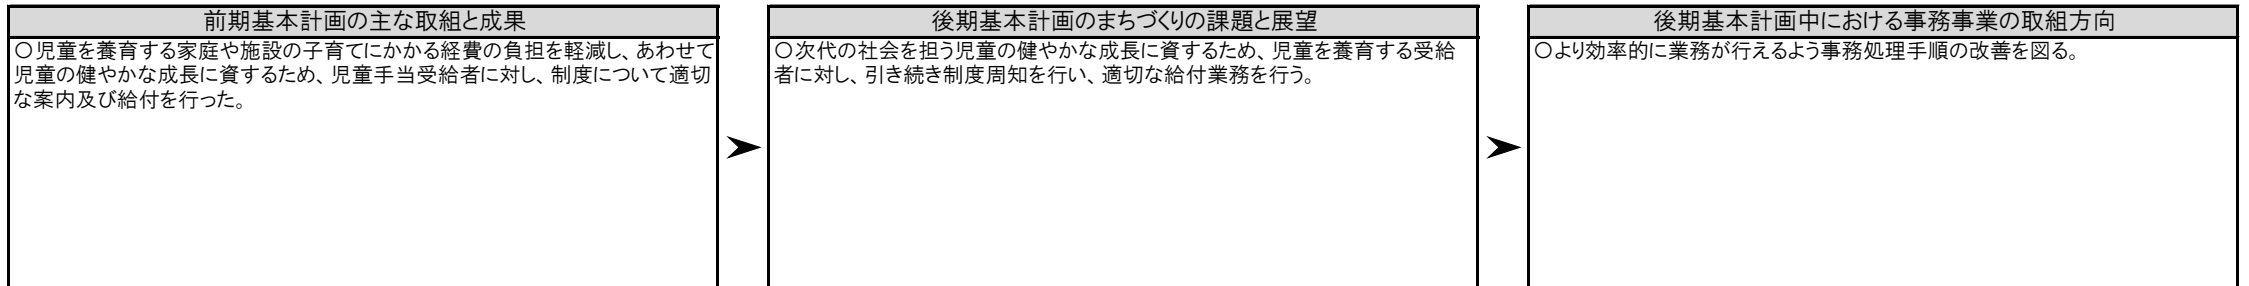 前期基本計画の主な取組と成果
〇児童を養育する家庭や施設の子育てにかかる経費の負担を軽減し、あわせて
児童の健やかな成長に資するため、児童手当受給者に対し、制度について適切
な案内及び給付を行った。
後期基本計画のまちづくりの課題と展望
〇次代の社会を担う児童の健やかな成長に資するため、児童を養育する受給
者に対し、引き続き制度周知を行い、適切な給付業務を行う。
後期基本計画中における事務事業の取組方向
〇より効率的に業務が行えるよう事務処理手順の改善を図る。